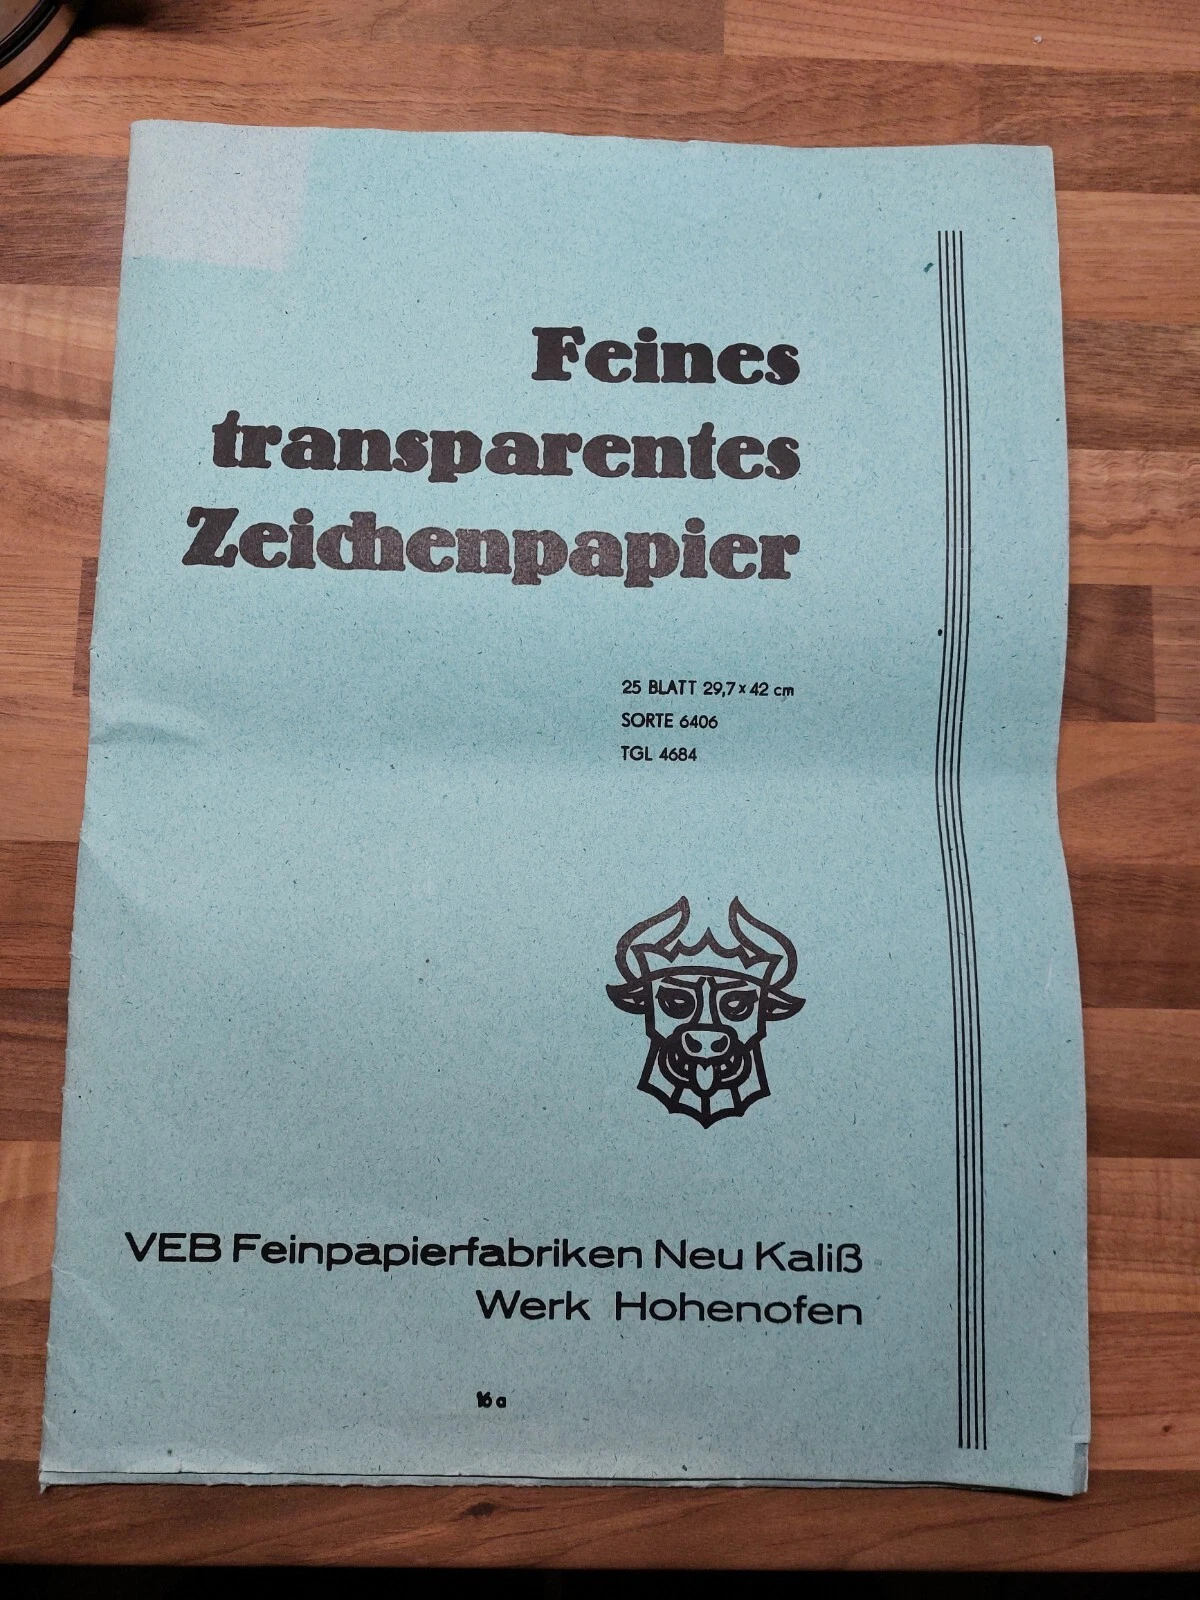 Feines
transparentes
Zeichenpapier
25 BLATT 29,7 x 42 cm
SORTE 6406
TGL 4684
VEB Feinpapierfabriken Neu Kaliß
Werk Hohenofen
16 a